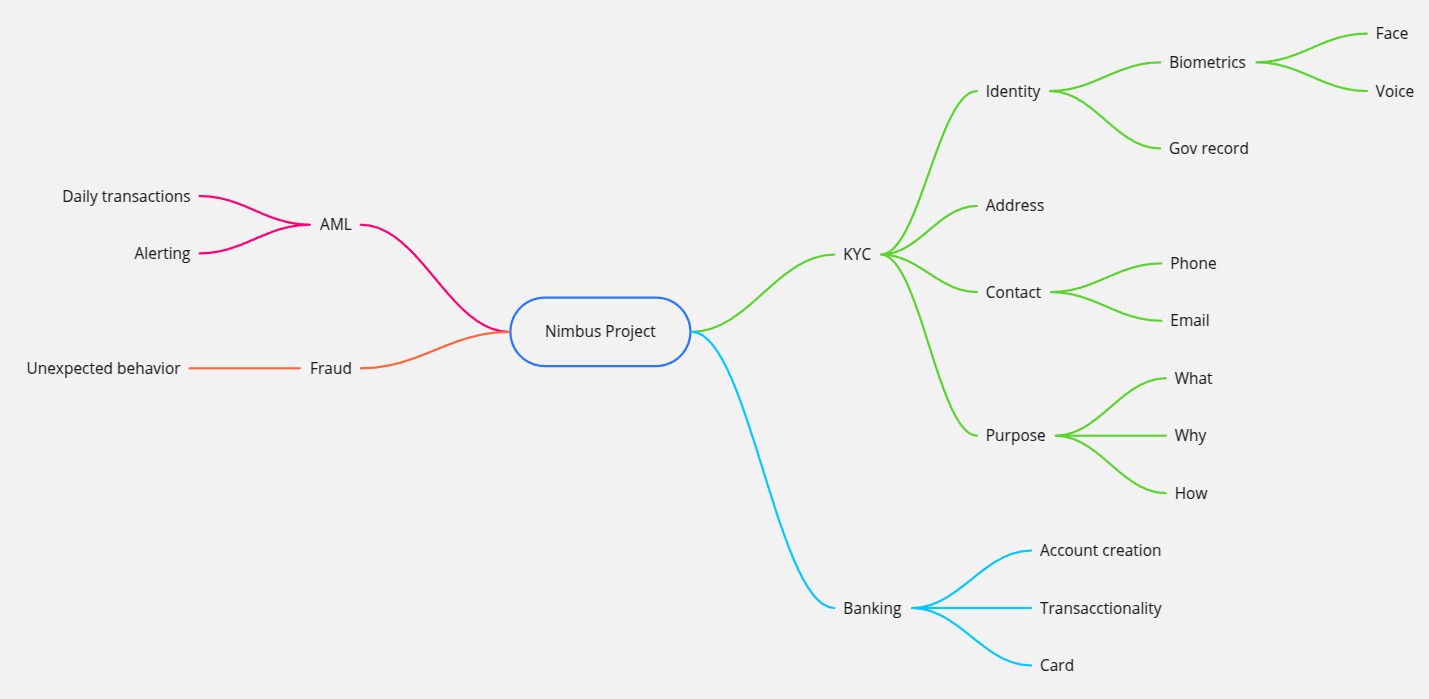 Face
Biometrics
Voice
Identity
Gov record
Daily transactions
Address
AML
Alerting
KYC
Phone
Contact
Email
Nimbus Project
Unexpected behavior
Fraud
What
Purpose
Why
How
Account creation
Banking
Transacctionality
Card